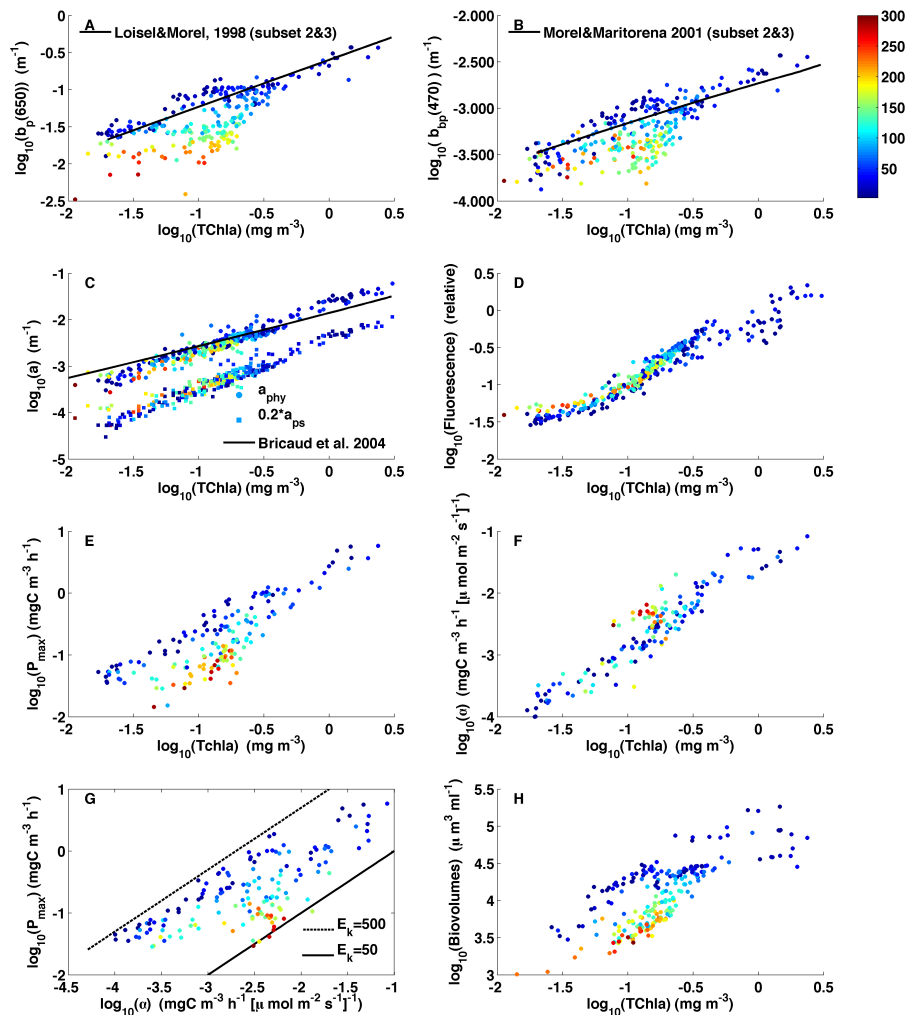 A
Loisel&Morel, 1998 (subset 2&3)
log10(bp(650)) (m-1)
0
-0.5
-1
-1.5
-2
-2.5
-2 -1.5 -1 -0.5 0 0.5
log10(TChla) (mg m-3)
B
Morel&Maritorena 2001 (subset 2&3)
log10( bbp(470) ) (m-1)
-2.000
-2.500
-3.000
-3.500
-4.000
-2 -1.5 -1 -0.5 0 0.5
log10(TChla) (mg m-3)
300
250
200
150
100
50
C
log10(a) (m-1)
-1
-2
-3
-4
-5
aphy
0.2*aps
Bricaud et al. 2004
-2 -1.5 -1 -0.5 0 0.5
log10(TChla) (mg m-3)
D
log10(Fluorescence) (relative)
0.5
0
-0.5
-1
-1.5
-2
-2 -1.5 -1 -0.5 0 0.5
log10(TChla) (mg m-3)
E
log10(Pmax) (mgC m-3 h-1)
1
0
-1
-2
-2 -1.5 -1 -0.5 0 0.5
log10(TChla) (mg m-3)
F
log10(α) (mgC m-3 h-1 [μ mol m-2 s-1]-1)
-1
-2
-3
-4
-2 -1.5 -1 -0.5 0 0.5
log10(TChla) (mg m-3)
G
log10(Pmax) (mgC m-3 h-1)
1
0
-1
-2
Ek=500
Ek=50
-4.5 -4 -3.5 -3 -2.5 -2 -1.5 -1
log10(α) (mgC m-3 h-1 [μ mol m-2 s-1]-1)
H
log10(Biovolumes) (μ m3 ml-1)
5.5
5
4.5
4
3.5
3
-2 -1.5 -1 -0.5 0 0.5
log10(TChla) (mg m-3)